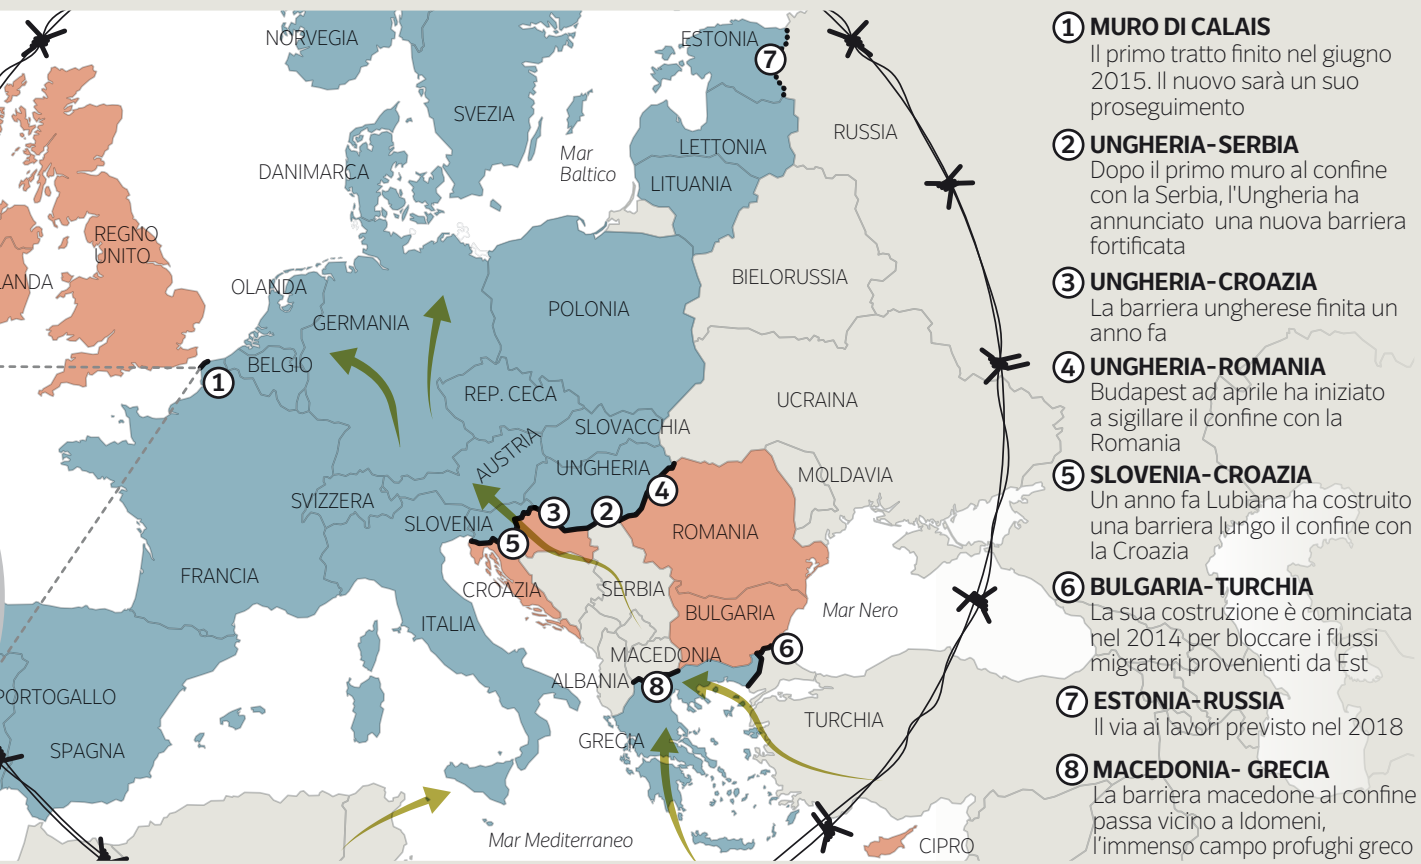 NORVEGIA
ESTONIA
7
SVEZIA
RUSSIA
LETTONIA
Mar
Baltico
DANIMARCA
LITUANIA
REGNO
UNITO
BIELORUSSIA
ANDA
OLANDA
POLONIA
GERMANIA
BELGIO
1
REP. CECA
UCRAINA
SLOVACCHIA
AUSTRIA
UNGHERIA
MOLDAVIA
SVIZZERA
4
3
2
SLOVENIA
ROMANIA
5
FRANCIA
CROAZIA
SERBIA
BULGARIA
Mar Nero
ITALIA
6
MACEDONIA
ALBANIA
8
PORTOGALLO
TURCHIA
GRECIA
SPAGNA
Mar Mediterraneo
CIPRO
1 MURO DI CALAIS
Il primo tratto finito nel giugno
2015. Il nuovo sarà un suo
proseguimento
2 UNGHERIA-SERBIA
Dopo il primo muro al confine
con la Serbia, l'Ungheria ha
annunciato una nuova barriera
fortificata
3 UNGHERIA-CROAZIA
La barriera ungherese finita un
anno fa
4 UNGHERIA-ROMANIA
Budapest ad aprile ha iniziato
a sigillare il confine con la
Romania
5 SLOVENIA-CROAZIA
Un anno fa Lubiana ha costruito
una barriera lungo il confine con
la Croazia
6 BULGARIA-TURCHIA
La sua costruzione è cominciata
nel 2014 per bloccare i flussi
migratori provenienti da Est
7 ESTONIA-RUSSIA
Il via ai lavori previsto nel 2018
8 MACEDONIA- GRECIA
La barriera macedone al confine
passa vicino a Idomeni,
l'immenso campo profughi greco